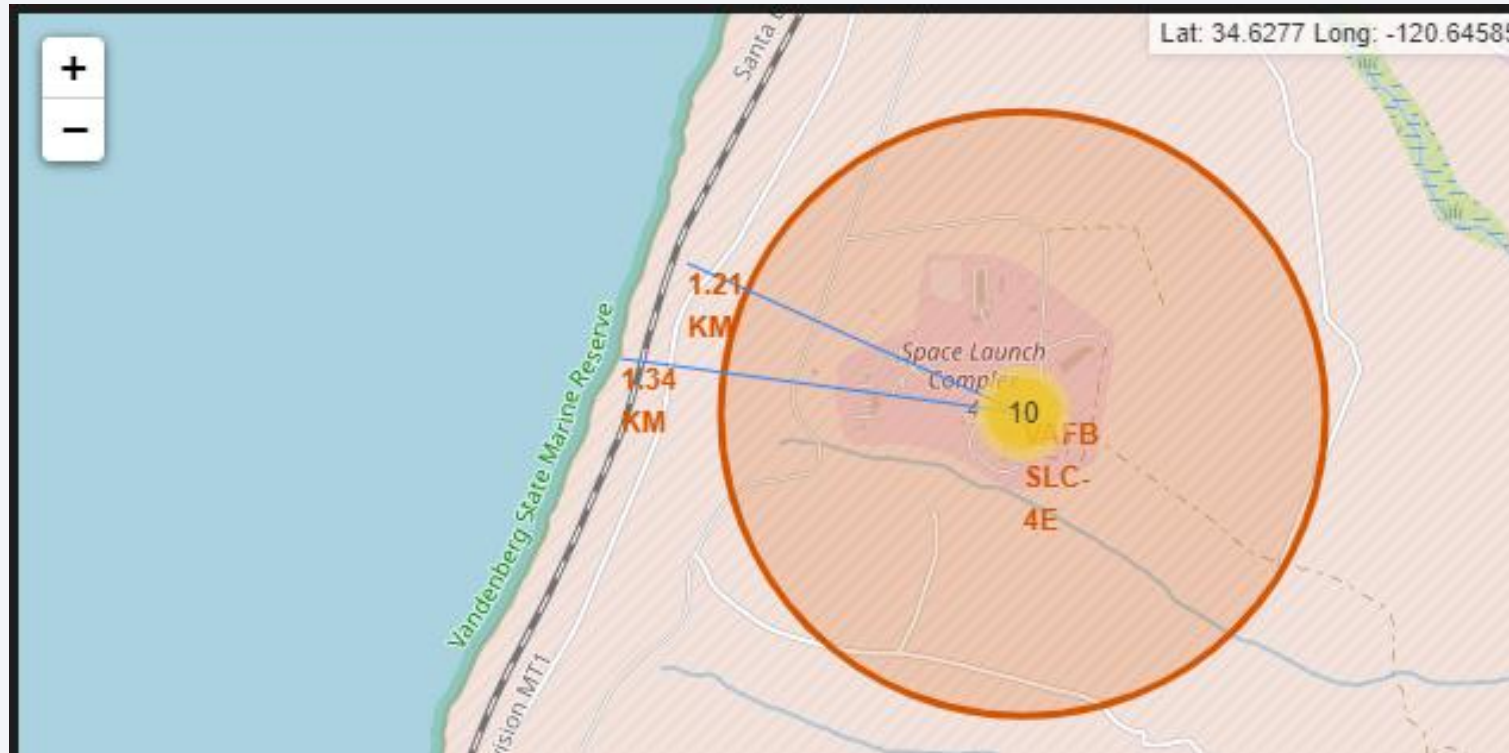 +
−
Lat: 34.6277 Long: -120.64585
Santa
1.21
KM
Space Launch
Complex
1.34
KM
4
10
VAFB
SLC-
4E
Vandenberg State Marine Reserve
vision MT1